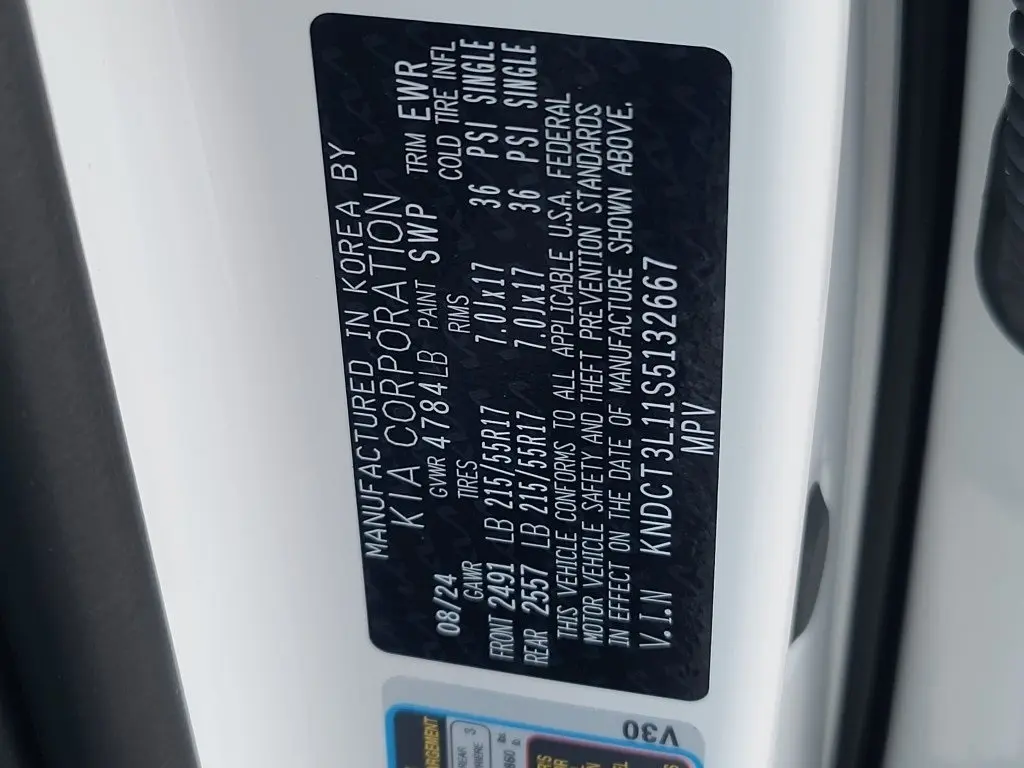 MANUFACTURED IN KOREA BY
KIA CORPORATION
08/24 GVWR 4784LB PAINT SWP TRIM EWR
GAWR TIRES RIMS COLD TIRE INFL
FRONT 2491 LB 215/55R17 7.0Jx17 36 PSI SINGLE
REAR 2557 LB 215/55R17 7.0Jx17 36 PSI SINGLE
THIS VEHICLE CONFORMS TO ALL APPLICABLE U.S.A. FEDERAL
MOTOR VEHICLE SAFETY AND THEFT PREVENTION STANDARDS
IN EFFECT ON THE DATE OF MANUFACTURE SHOWN ABOVE.
V.I.N KNDCT3L11S5132667
MPV
V30